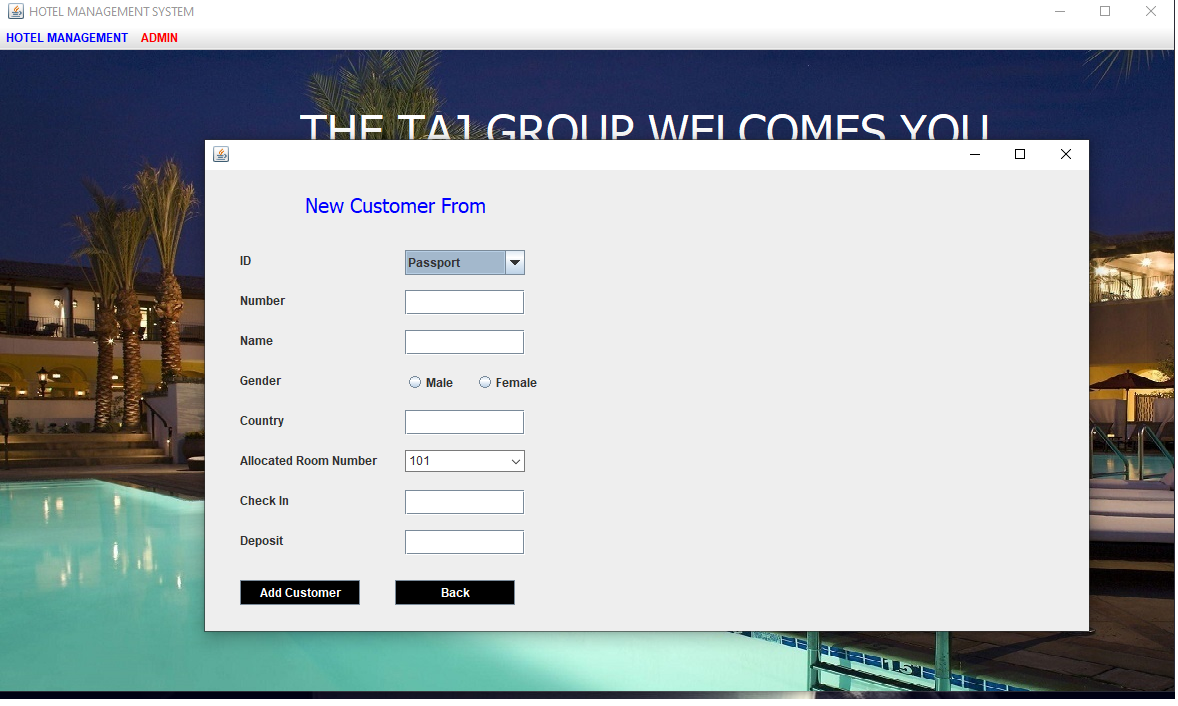 HOTEL MANAGEMENT SYSTEM
HOTEL MANAGEMENT ADMIN
THE TAJ GROUP WELCOMES YOU
New Customer From
ID Passport
Number
Name
Gender Male Female
Country
Allocated Room Number 101
Check In
Deposit
Add Customer Back
15